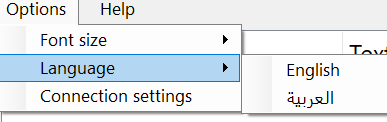 Options Help
Font size
Language
Connection settings
English
العربية